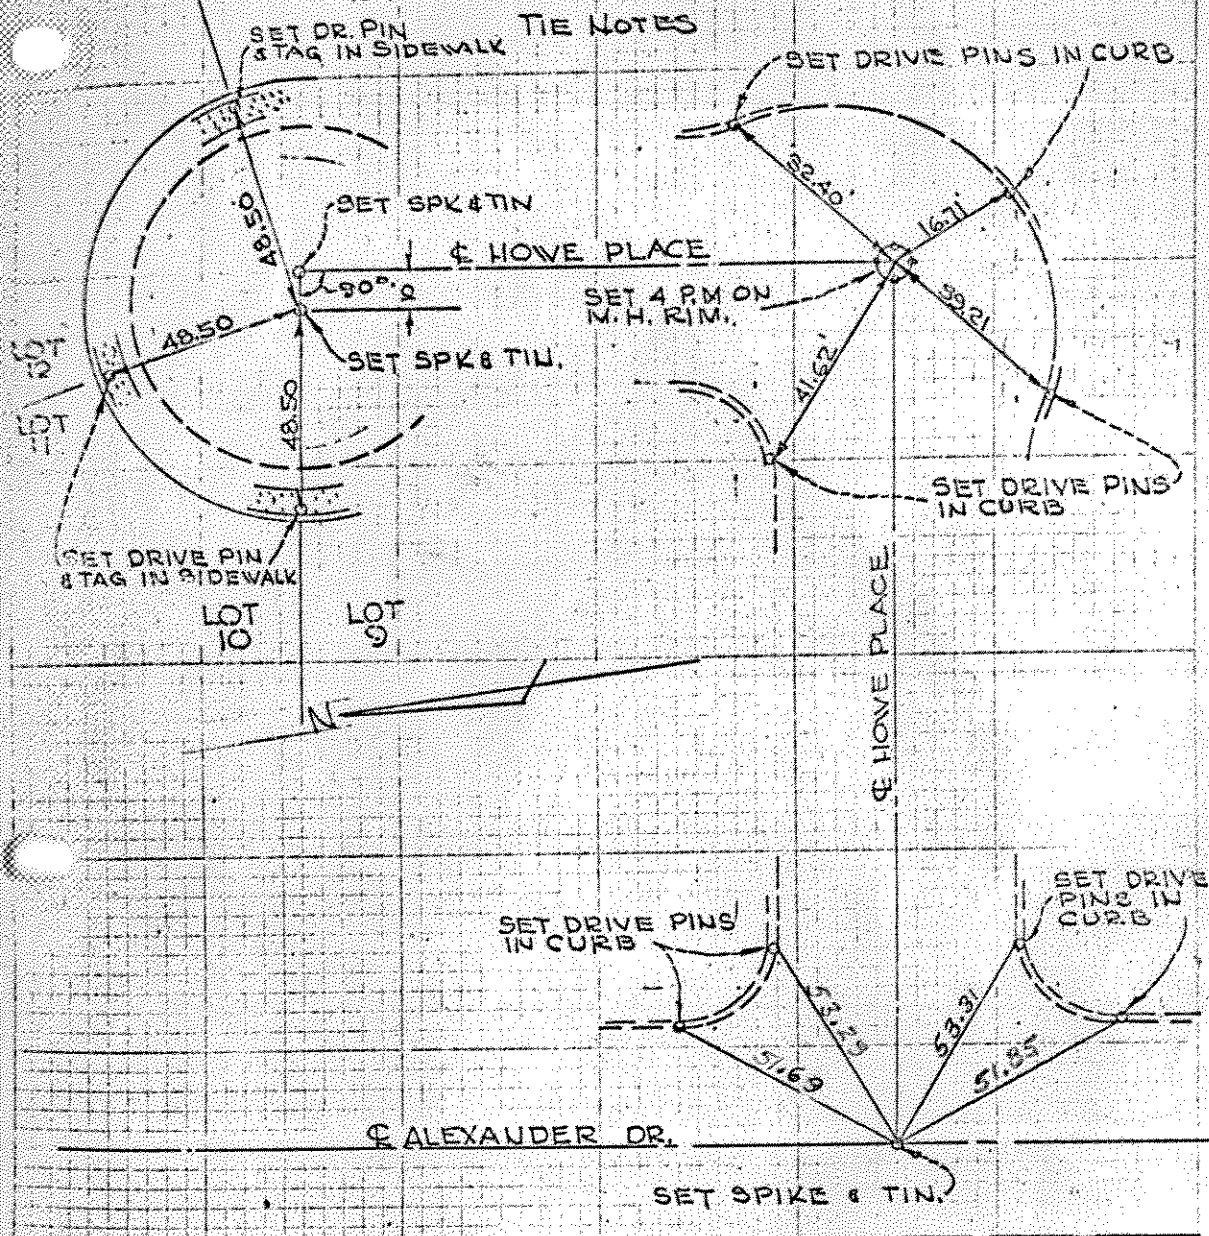 TIE NOTES
SET DR. PIN
& TAG IN SIDEWALK
SET DRIVE PINS IN CURB
48.50'
SET SPK & TIN
℄ HOWE PLACE
90°
16.71'
SET 4 P.M ON
M.H. RIM.
48.50'
SET SPK & TIN.
41.62'
LOT
12
LOT
11
48.50
SET DRIVE PINS
IN CURB
SET DRIVE PIN
& TAG IN SIDEWALK
LOT
10
LOT
9
℄ HOWE PLACE
N
SET DRIVE PINS
IN CURB
SET DRIVE
PINS IN
CURB
53.29
53.31
51.69
51.85
℄ ALEXANDER DR.
SET SPIKE & TIN.